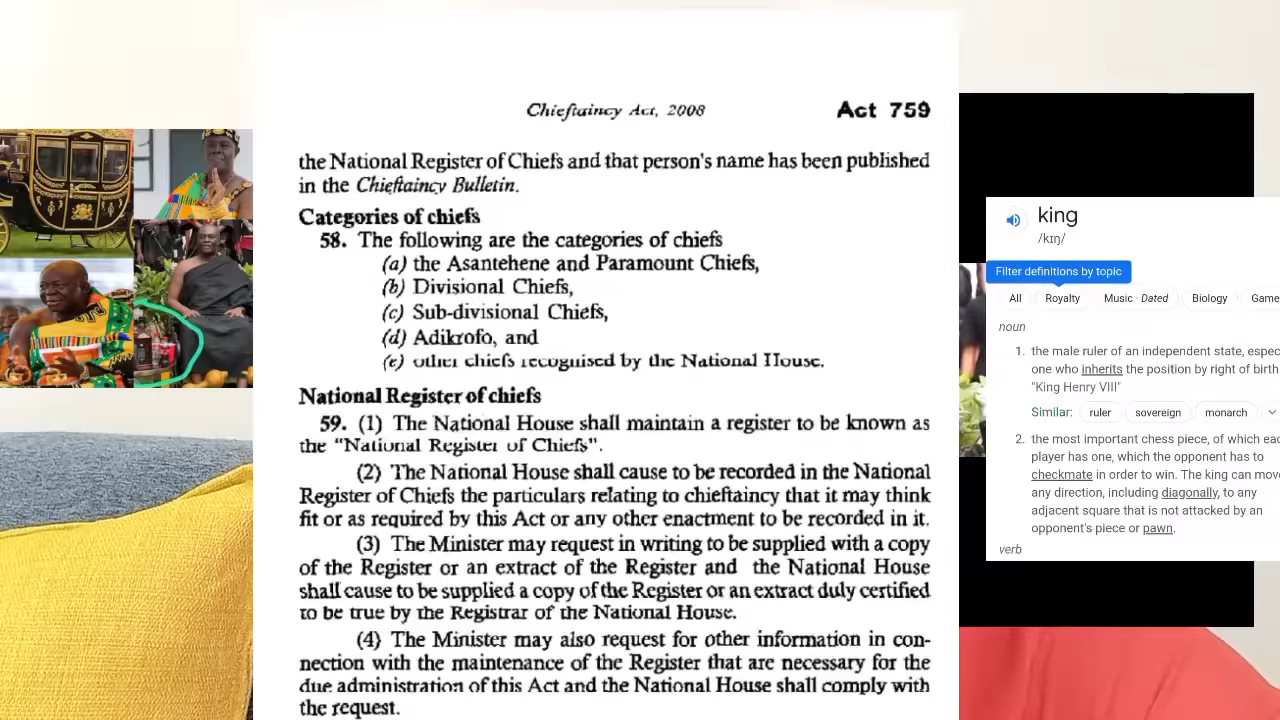 Chieftaincy Act, 2008 Act 759
the National Register of Chiefs and that person's name has been published
in the Chieftaincy Bulletin.
Categories of chiefs
58. The following are the categories of chiefs
(a) the Asantehene and Paramount Chiefs,
(b) Divisional Chiefs,
(c) Sub-divisional Chiefs,
(d) Adikrofo, and
(e) other chiefs recognised by the National House.
National Register of chiefs
59. (1) The National House shall maintain a register to be known as
the "National Register of Chiefs".
(2) The National House shall cause to be recorded in the National
Register of Chiefs the particulars relating to chieftaincy that it may think
fit or as required by this Act or any other enactment to be recorded in it.
(3) The Minister may request in writing to be supplied with a copy
of the Register or an extract of the Register and the National House
shall cause to be supplied a copy of the Register or an extract duly certified
to be true by the Registrar of the National House.
(4) The Minister may also request for other information in con-
nection with the maintenance of the Register that are necessary for the
due administration of this Act and the National House shall comply with
the request.
king
/kɪŋ/
Filter definitions by topic
All Royalty Music · Dated Biology Game
noun
1. the male ruler of an independent state, espec
one who inherits the position by right of birth
"King Henry VIII"
Similar: ruler sovereign monarch
2. the most important chess piece, of which eac
player has one, which the opponent has to
checkmate in order to win. The king can move
any direction, including diagonally, to any
adjacent square that is not attacked by an
opponent's piece or pawn.
verb